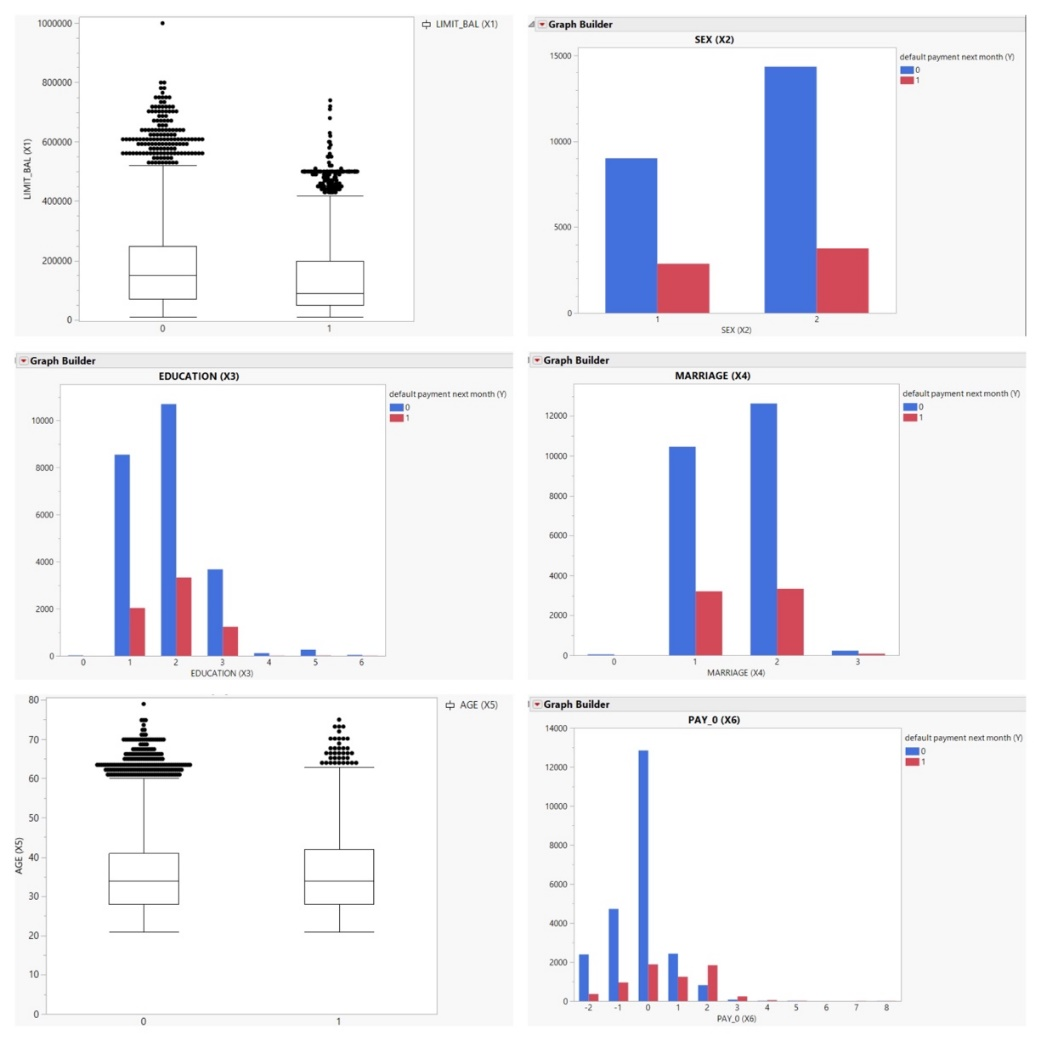 1000000
800000
600000
400000
200000
0
LIMIT_BAL (X1)
0 1
LIMIT_BAL (X1)
Graph Builder
SEX (X2)
15000
10000
5000
0
1 2
SEX (X2)
default payment next month (Y)
0
1
Graph Builder
EDUCATION (X3)
10000
8000
6000
4000
2000
0
0 1 2 3 4 5 6
EDUCATION (X3)
default payment next month (Y)
0
1
Graph Builder
MARRIAGE (X4)
12000
10000
8000
6000
4000
2000
0
0 1 2 3
MARRIAGE (X4)
default payment next month (Y)
0
1
80
70
60
50
40
30
20
10
0
AGE (X5)
0 1
AGE (X5)
Graph Builder
PAY_0 (X6)
14000
12000
10000
8000
6000
4000
2000
0
-2 -1 0 1 2 3 4 5 6 7 8
PAY_0 (X6)
default payment next month (Y)
0
1